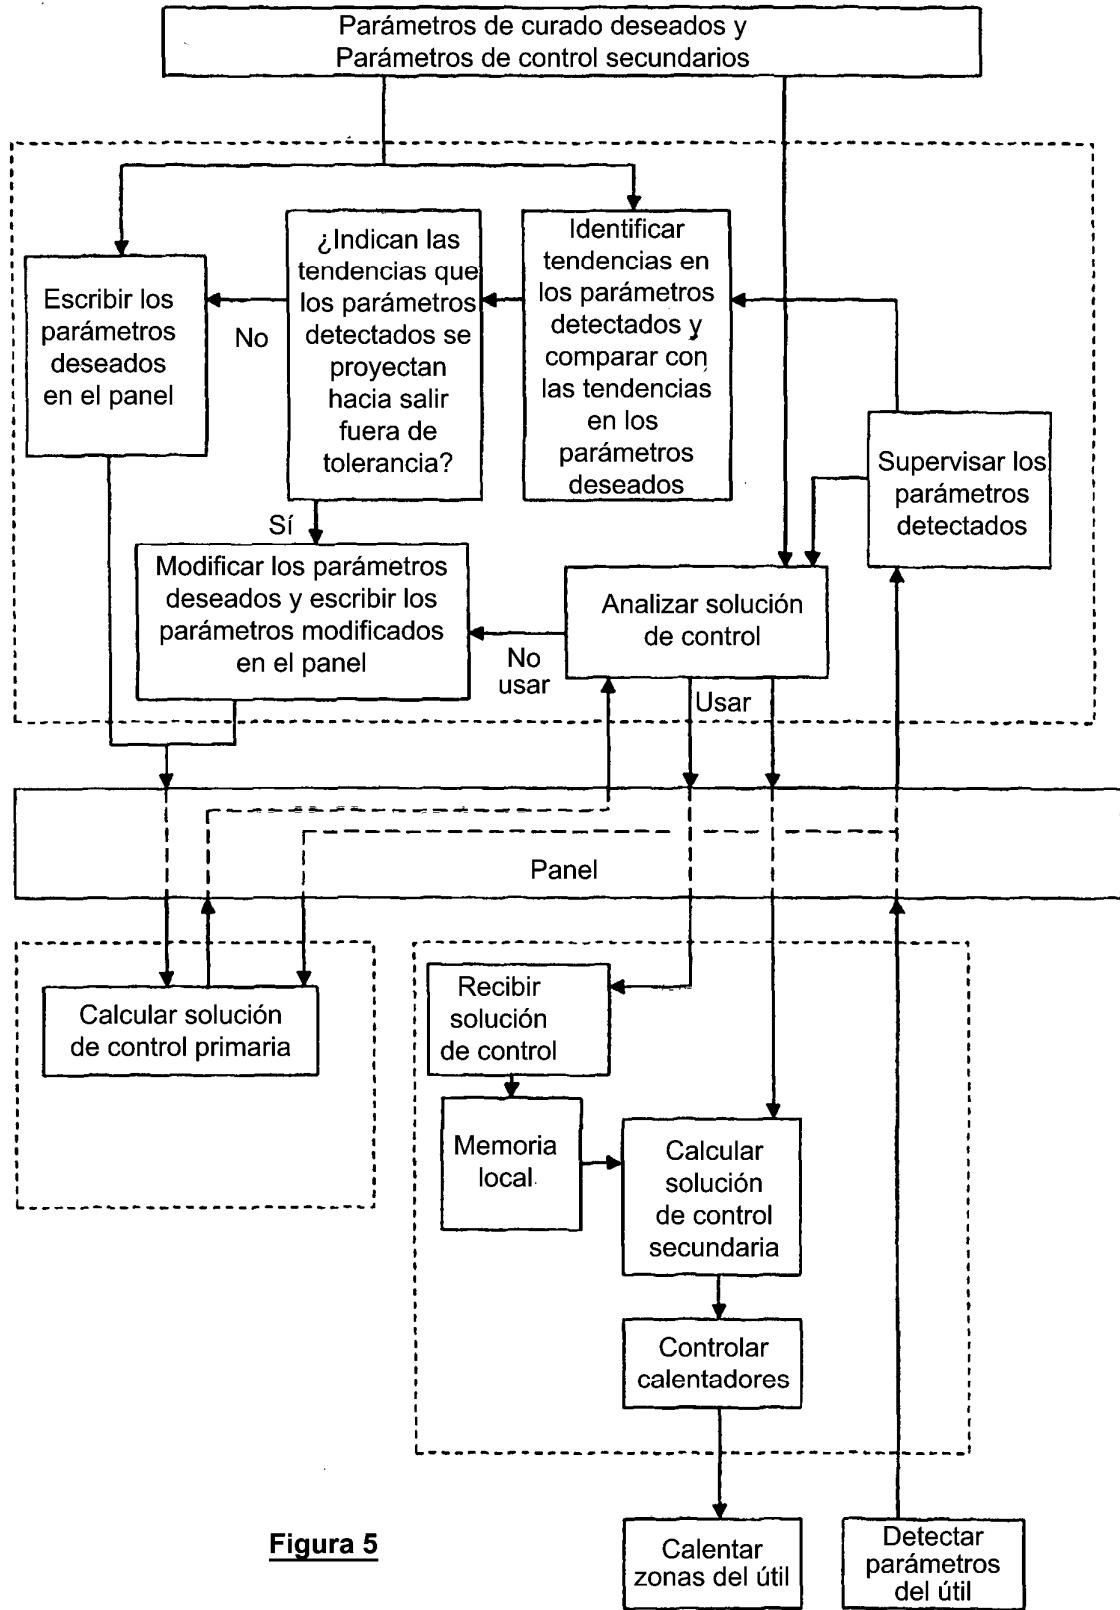 Parámetros de curado deseados y
Parámetros de control secundarios
Escribir los
parámetros
deseados
en el panel
No
¿Indican las
tendencias que
los parámetros
detectados se
proyectan
hacia salir
fuera de
tolerancia?
Identificar
tendencias en
los parámetros
detectados y
comparar con
las tendencias
en los
parámetros
deseados
Supervisar los
parámetros
detectados
Sí
Modificar los parámetros
deseados y escribir los
parámetros modificados
en el panel
No
usar
Analizar solución
de control
Usar
Panel
Calcular solución
de control primaria
Recibir
solución
de control
Memoria
local
Calcular
solución
de control
secundaria
Controlar
calentadores
Calentar
zonas del útil
Detectar
parámetros
del útil
Figura 5